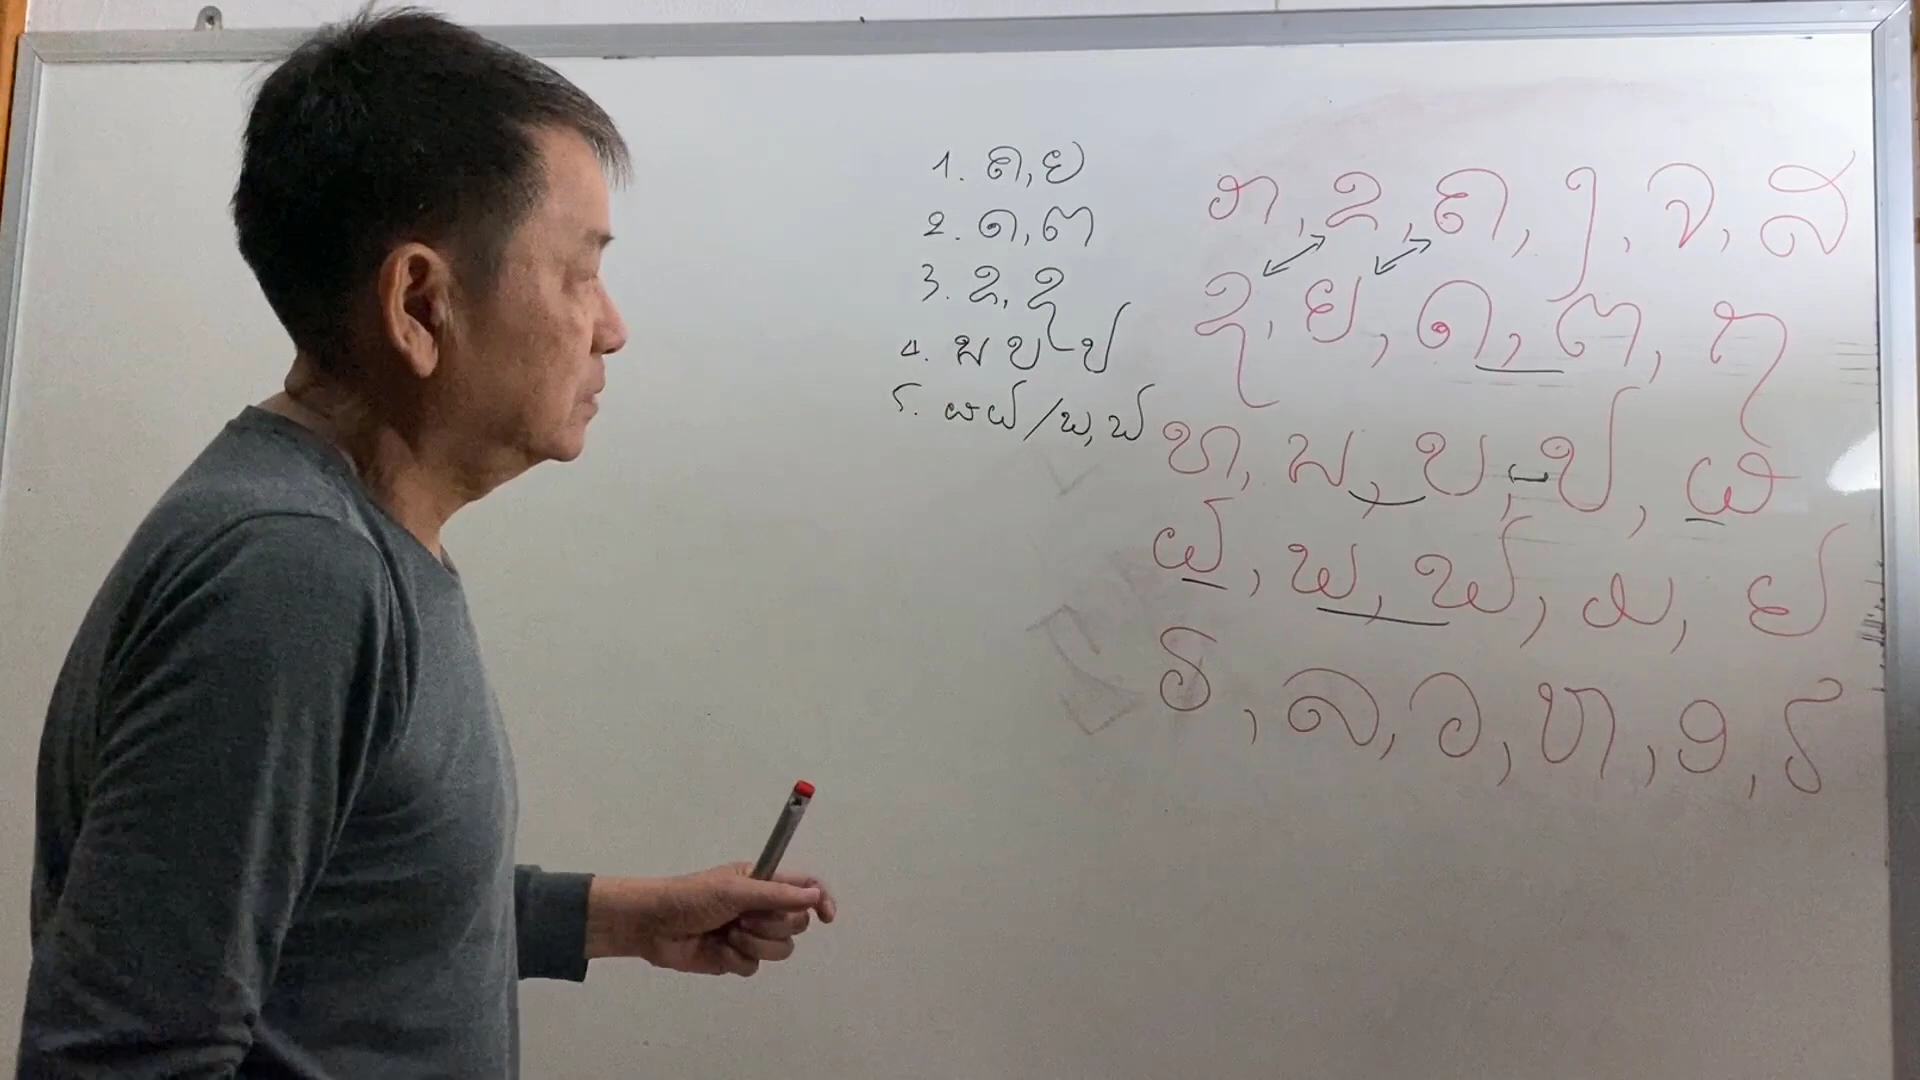 1. ຄ, ຍ
2. ດ, ຕ
3. ຂ, ຊ
4. ນ ບ - ປ
5. ຜ ຝ / ພ, ຟ
ກ, ຂ, ຄ, ງ, ຈ, ສ
ຊ, ຍ, ດ, ຕ, ຖ
ທ, ນ, ບ, ປ, ຜ
ຝ, ພ, ຟ, ມ, ຢ
ຣ, ລ, ວ, ຫ, ອ, ຮ